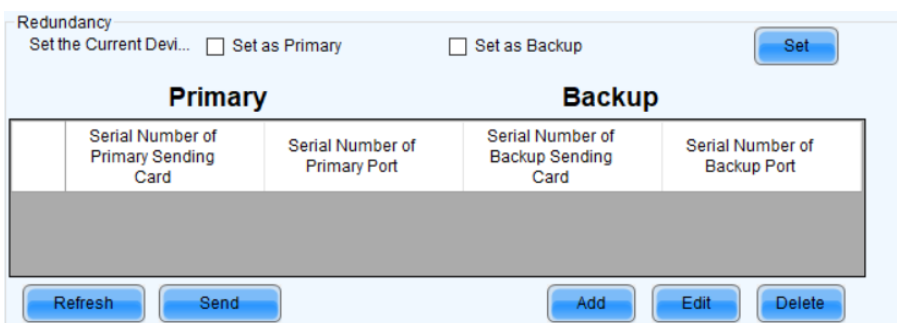 Redundancy
Set the Current Devi... Set as Primary Set as Backup Set
Primary Backup
Serial Number of Primary Sending Card Serial Number of Primary Port Serial Number of Backup Sending Card Serial Number of Backup Port
Refresh Send Add Edit Delete